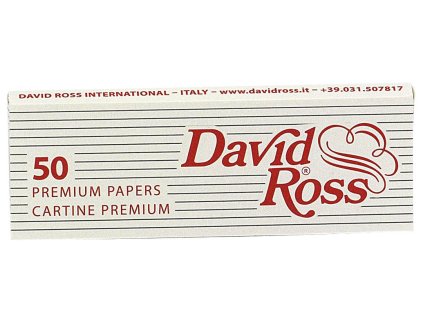 DAVID ROSS INTERNATIONAL – ITALY – www.davidross.it – +39.031.507817
50
PREMIUM PAPERS
CARTINE PREMIUM
David
Ross®